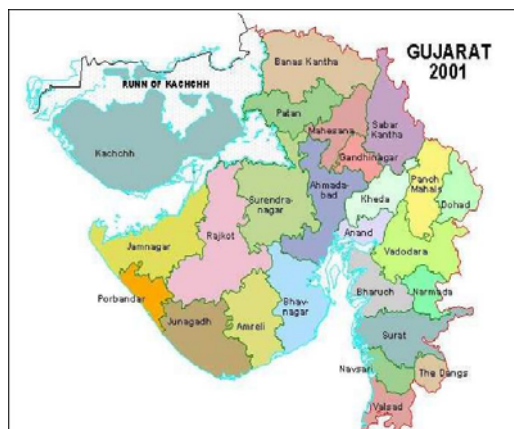 GUJARAT
2001
Banas Kantha
RUNN OF KACHCHH
Patan
Mahesana
Sabar
Kantha
Gandhinagar
Kachchh
Ahmada-
bad
Panch
Mahals
Dohad
Kheda
Surendra-
nagar
Anand
Rajkot
Jamnagar
Vadodara
Porbandar
Bhav-
nagar
Bharuch
Narmada
Junagadh
Amreli
Surat
Navsari
The Dangs
Valsad